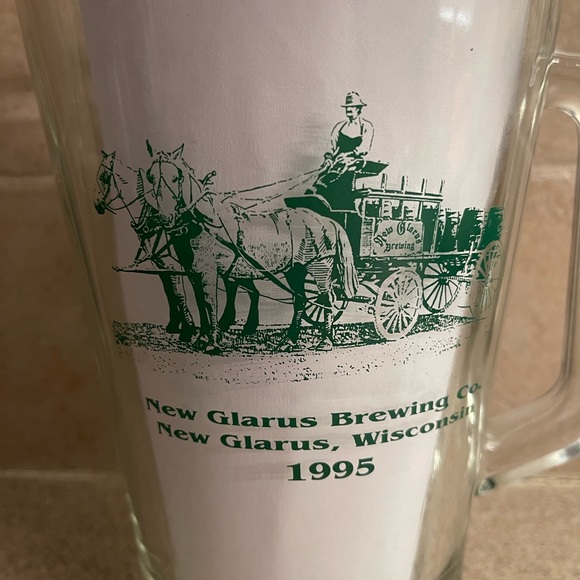 New Glarus
Brewing
New Glarus Brewing Co.
New Glarus, Wisconsin
1995